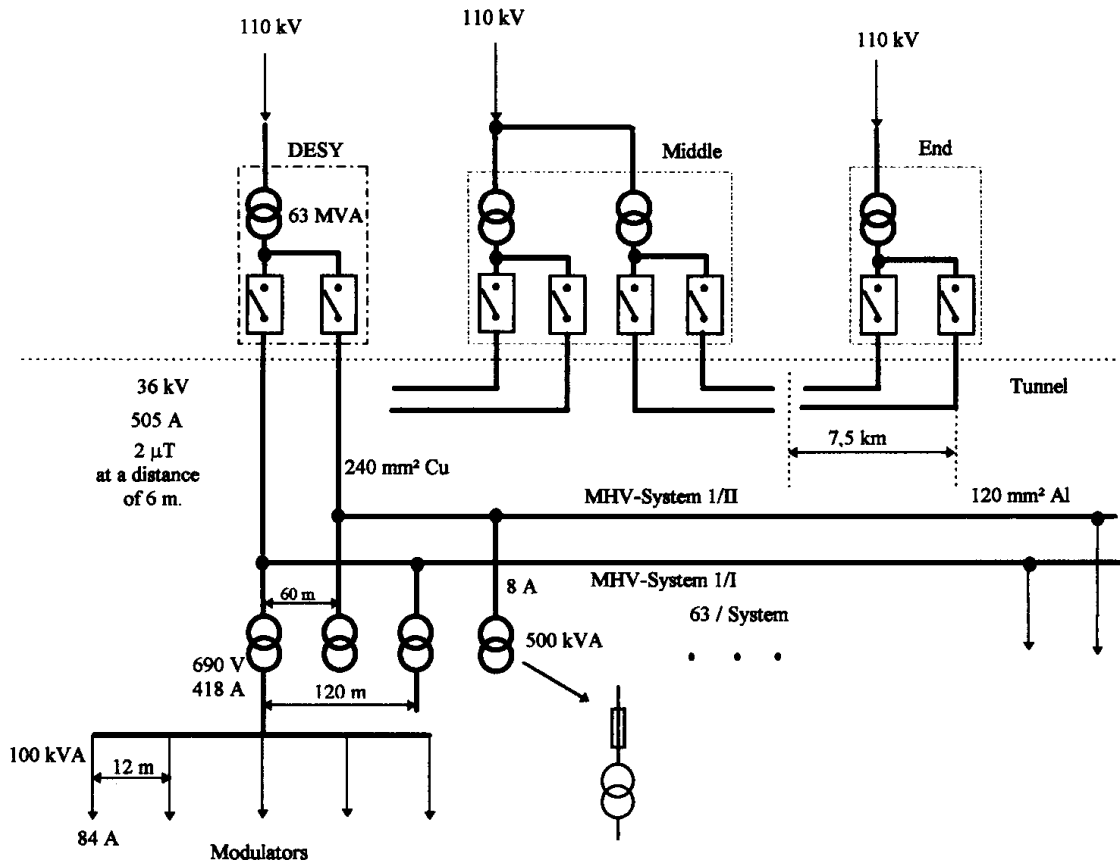 110 kV
110 kV
110 kV
DESY
Middle
End
63 MVA
36 kV
505 A
2 µT
at a distance
of 6 m.
Tunnel
7,5 km
240 mm² Cu
MHV-System 1/II
120 mm² Al
MHV-System 1/I
60 m
8 A
63 / System
500 kVA
690 V
418 A
120 m
100 kVA
12 m
84 A
Modulators